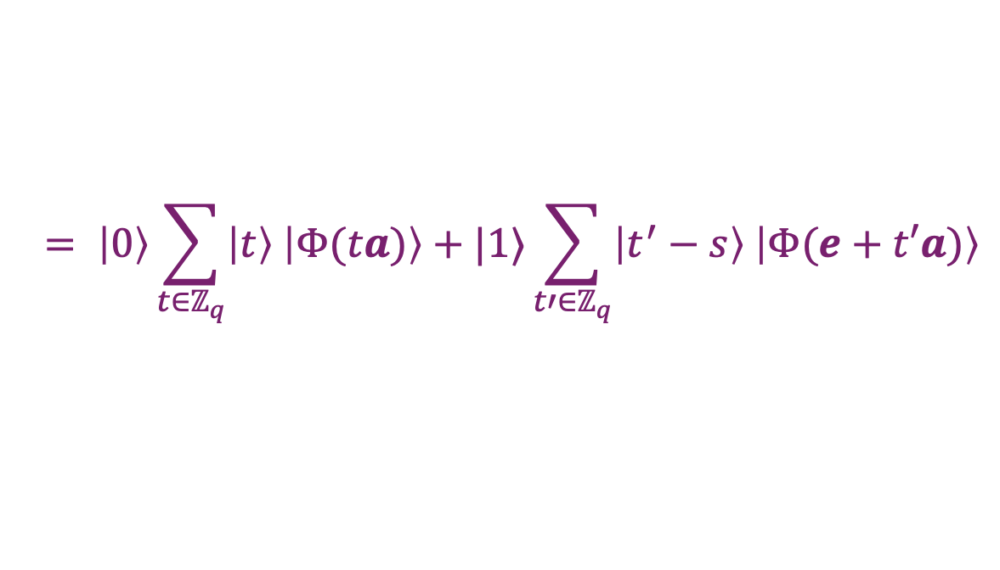 = |0⟩ ∑_{t∈ℤ_q} |t⟩ |Φ(t𝒂)⟩ + |1⟩ ∑_{t′∈ℤ_q} |t′ − s⟩ |Φ(𝒆 + t′𝒂)⟩